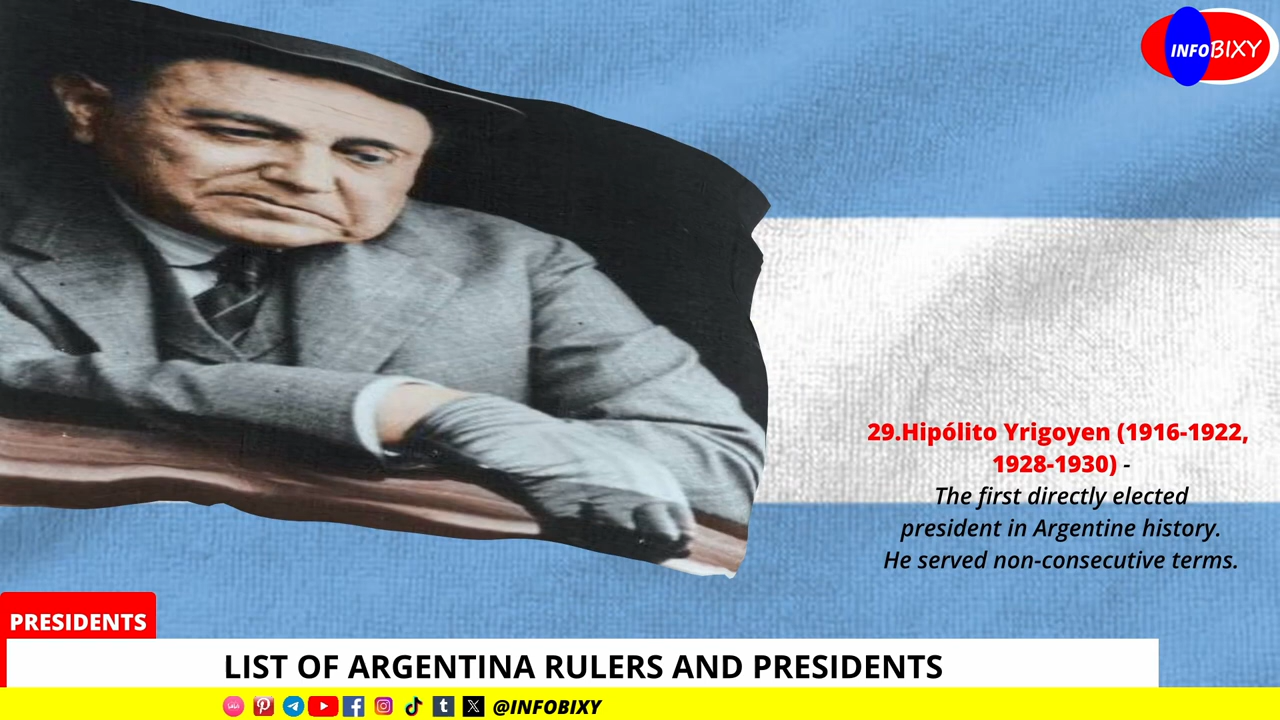 INFOBIXY
29.Hipólito Yrigoyen (1916-1922,
1928-1930) -
The first directly elected
president in Argentine history.
He served non-consecutive terms.
PRESIDENTS
LIST OF ARGENTINA RULERS AND PRESIDENTS
@INFOBIXY